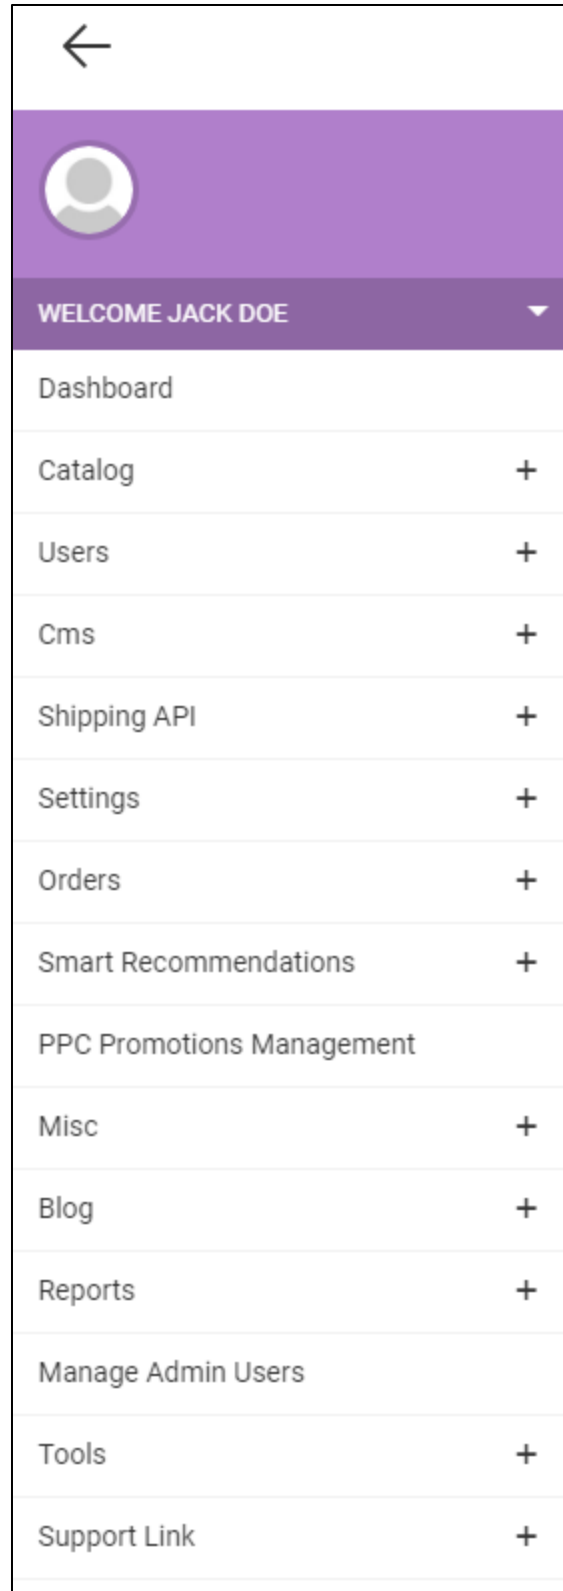 WELCOME JACK DOE
Dashboard
Catalog +
Users +
Cms +
Shipping API +
Settings +
Orders +
Smart Recommendations +
PPC Promotions Management
Misc +
Blog +
Reports +
Manage Admin Users
Tools +
Support Link +